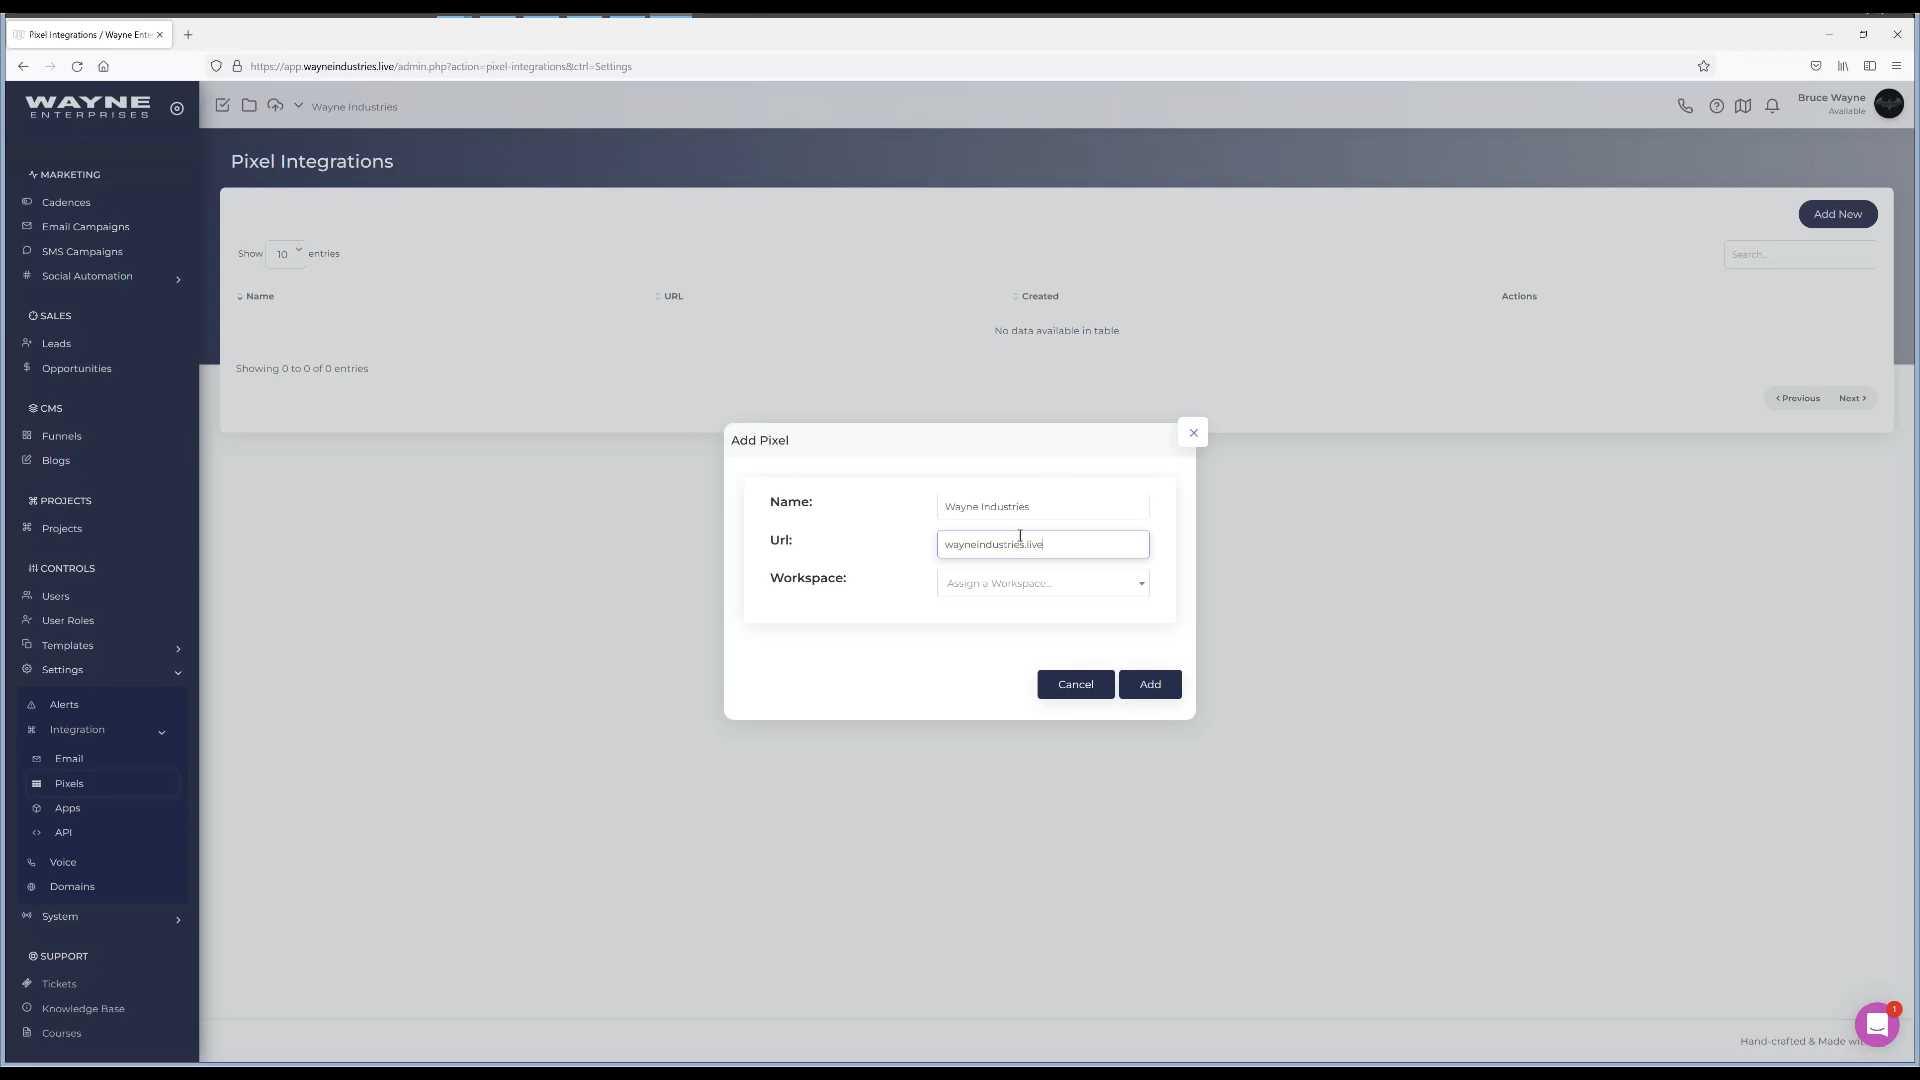 Pixel Integrations / Wayne Ente
https://app.wayneindustries.live/admin.php?action=pixel-integrations&ctrl=Settings
WAYNE
ENTERPRISES
Wayne Industries
Bruce Wayne
Available
MARKETING
Cadences
Email Campaigns
SMS Campaigns
Social Automation
SALES
Leads
Opportunities
CMS
Funnels
Blogs
PROJECTS
Projects
CONTROLS
Users
User Roles
Templates
Settings
Alerts
Integration
Email
Pixels
Apps
API
Voice
Domains
System
SUPPORT
Tickets
Knowledge Base
Courses
Pixel Integrations
Add New
Show 10 entries
Search...
Name URL Created Actions
No data available in table
Showing 0 to 0 of 0 entries
Previous Next
Add Pixel
Name: Wayne Industries
Url: wayneindustries.live
Workspace: Assign a Workspace...
Cancel Add
1
Hand-crafted & Made wi